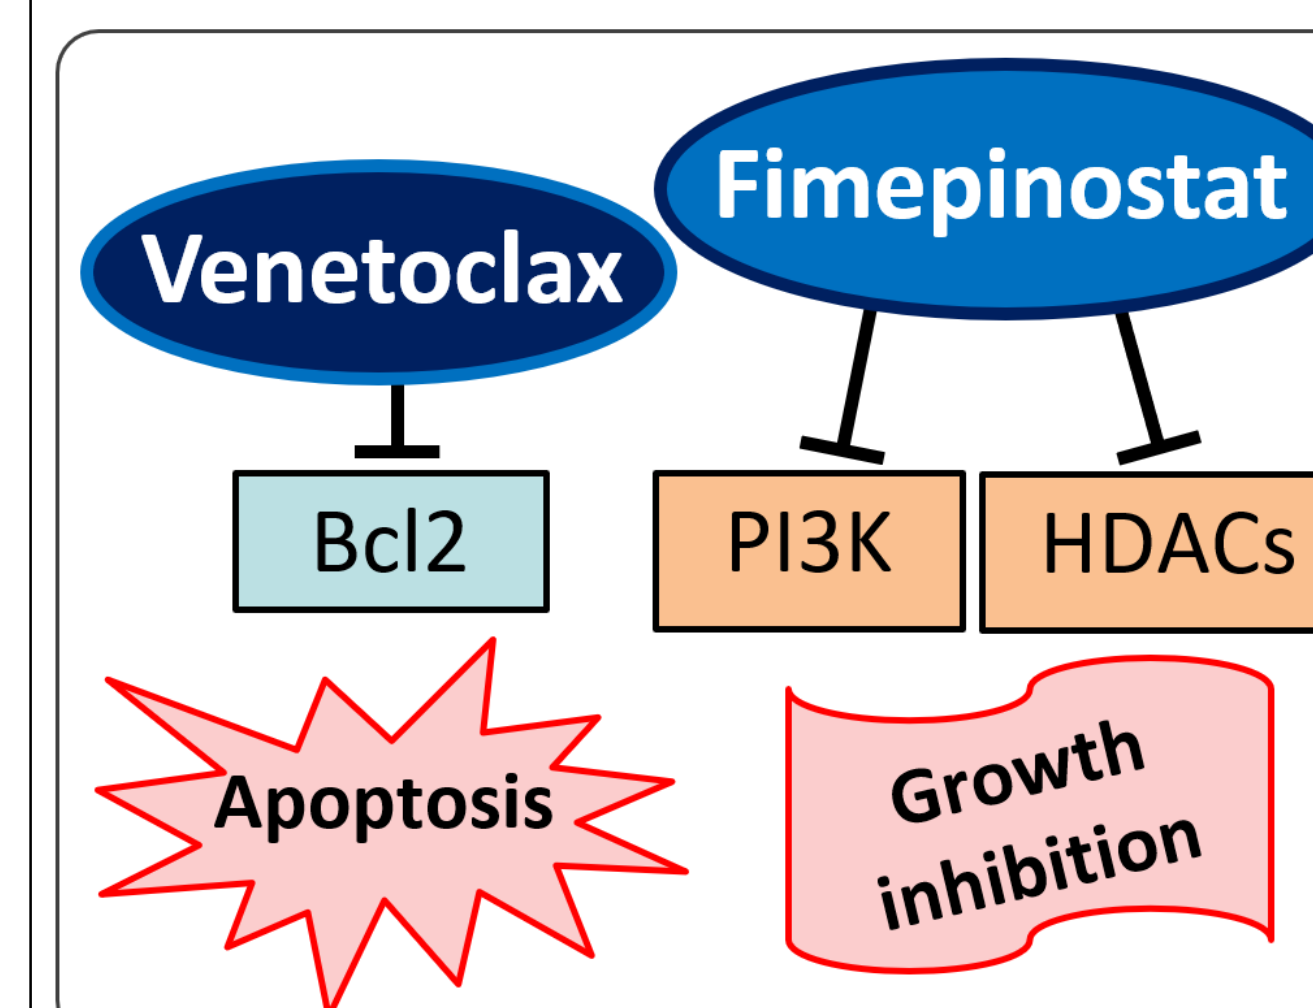 Venetoclax
Fimepinostat
Bcl2
PI3K
HDACs
Apoptosis
Growth
inhibition